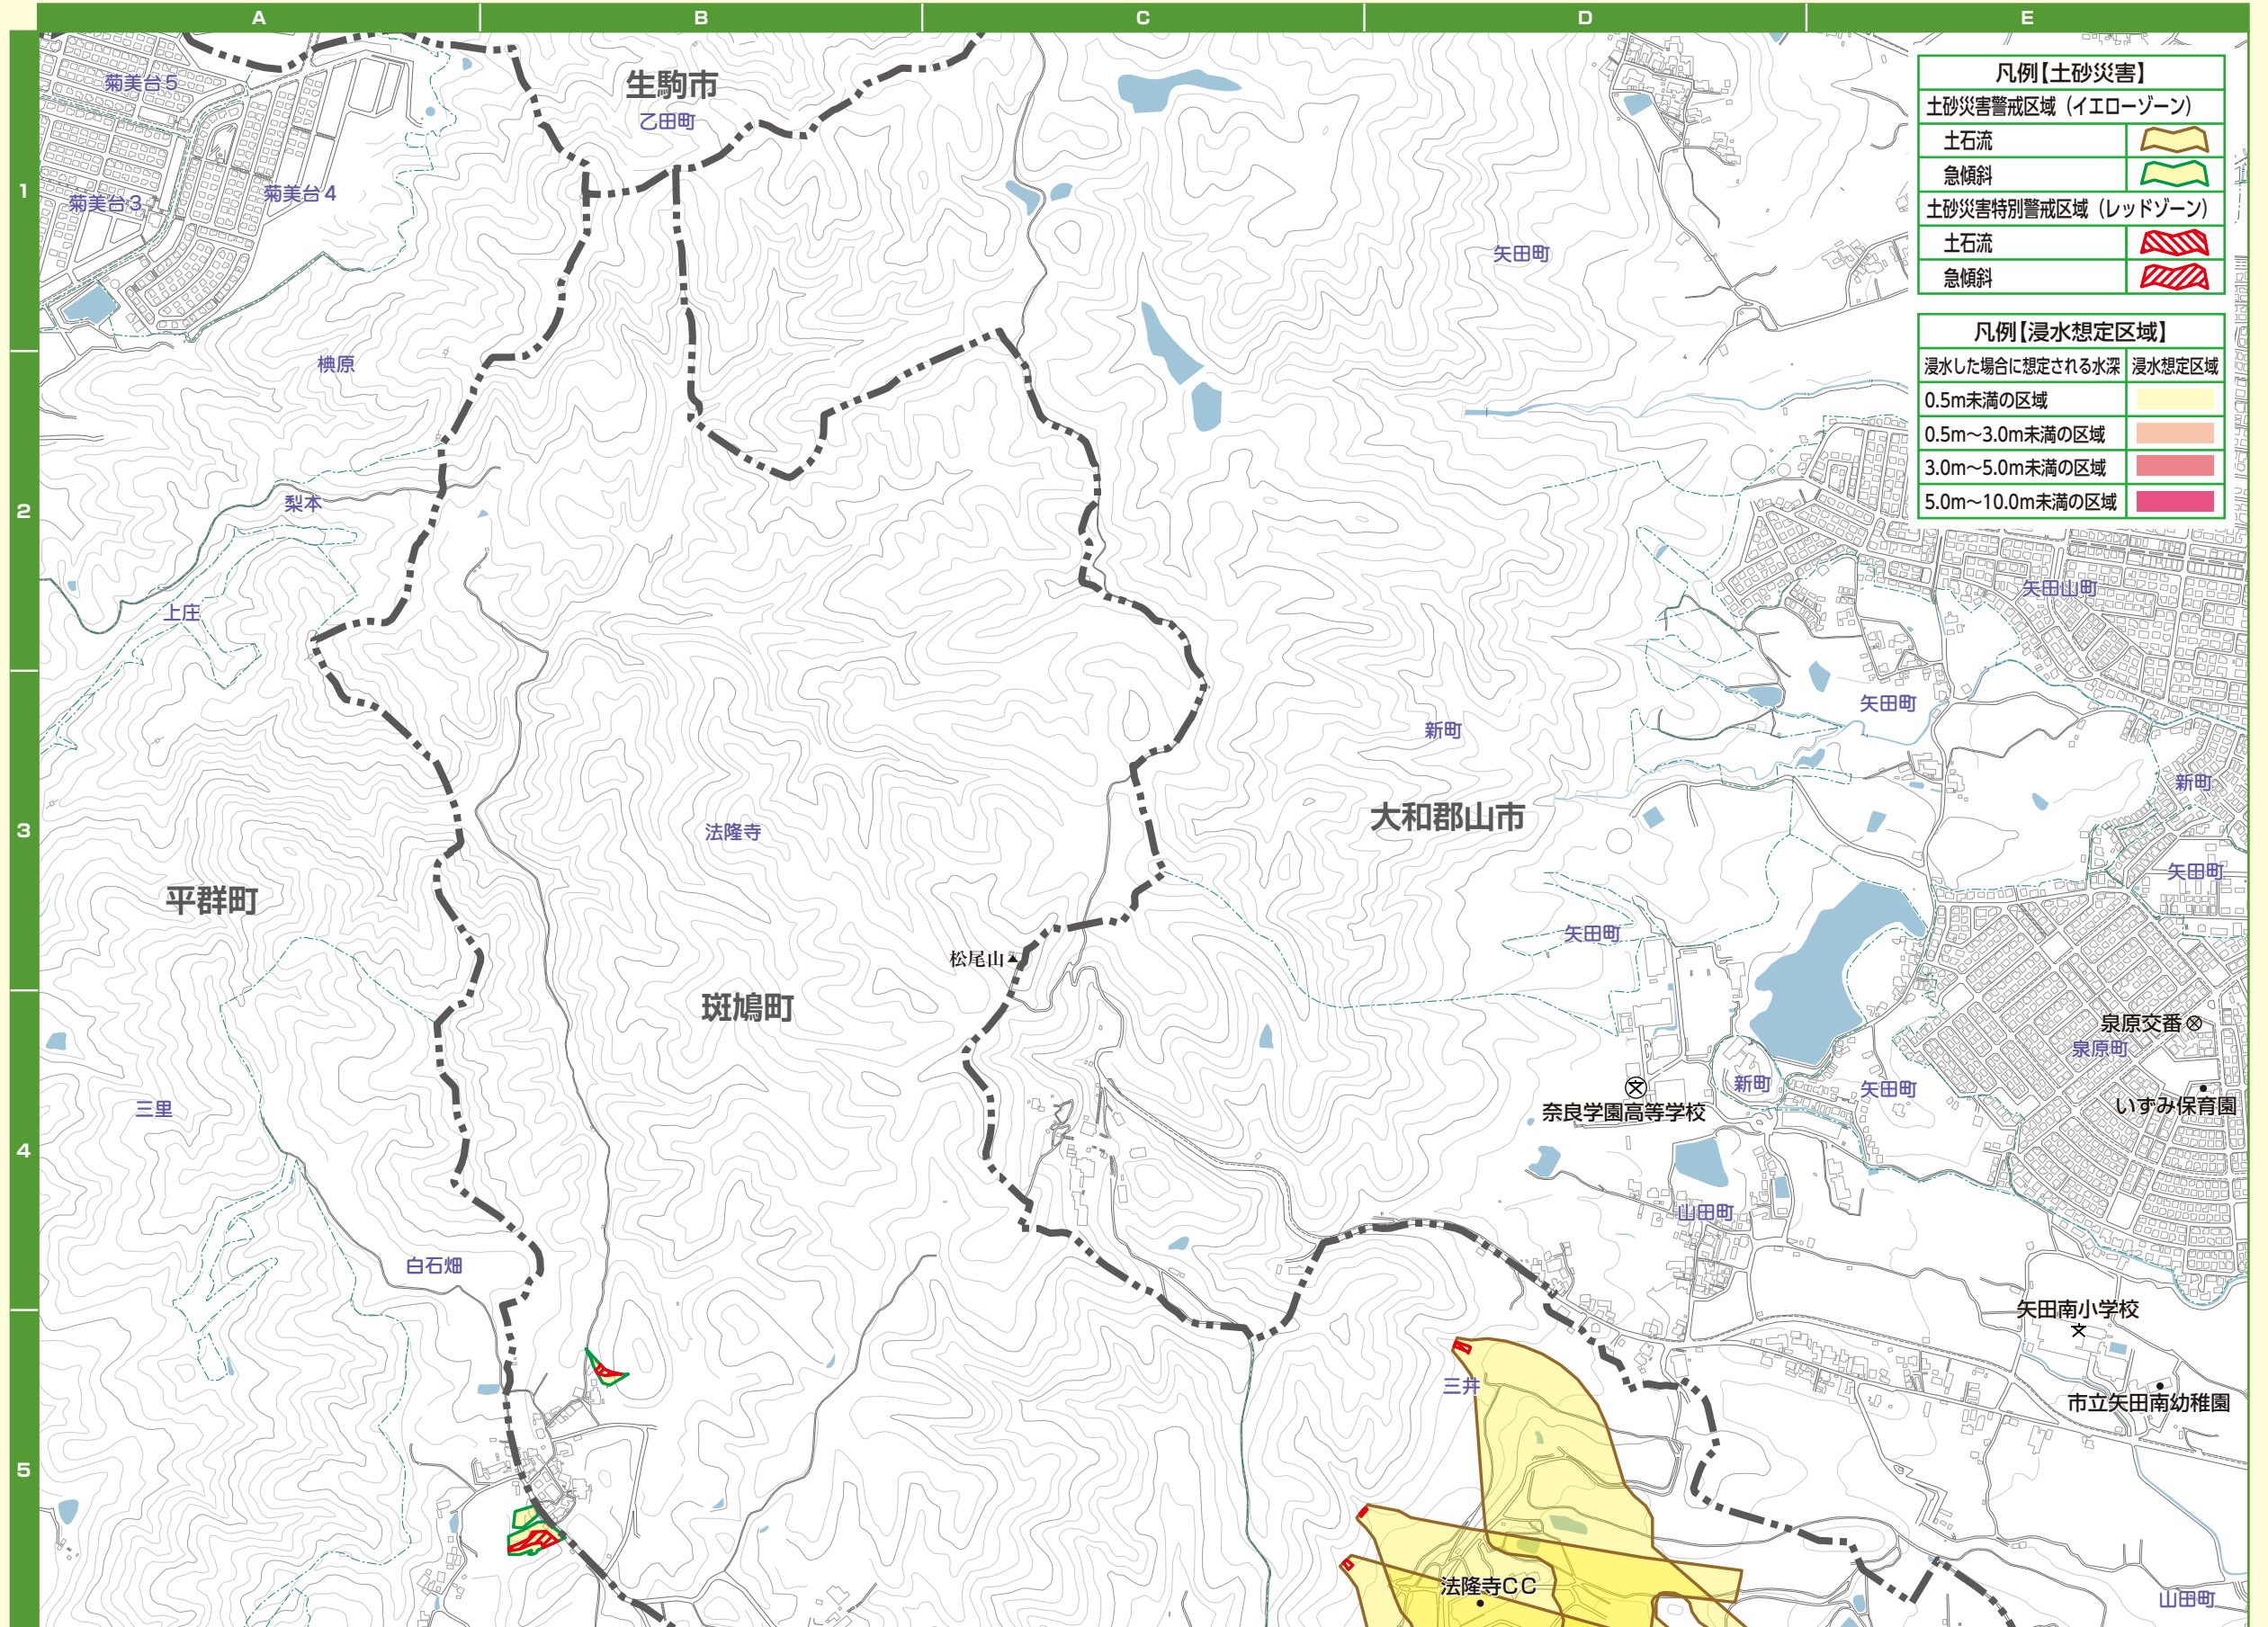 A B C D E
1
2
3
4
5
凡例【土砂災害】
土砂災害警戒区域（イエローゾーン）
土石流
急傾斜
土砂災害特別警戒区域（レッドゾーン）
土石流
急傾斜
凡例【浸水想定区域】
浸水した場合に想定される水深 浸水想定区域
0.5m未満の区域
0.5m～3.0m未満の区域
3.0m～5.0m未満の区域
5.0m～10.0m未満の区域
菊美台5
生駒市
乙田町
菊美台3
菊美台4
矢田町
椣原
梨本
上庄
矢田山町
矢田町
新町
新町
大和郡山市
法隆寺
矢田町
平群町
矢田町
松尾山
斑鳩町
泉原交番
泉原町
新町
矢田町
三里
奈良学園高等学校
いずみ保育園
山田町
白石畑
矢田南小学校
三井
市立矢田南幼稚園
法隆寺CC
山田町